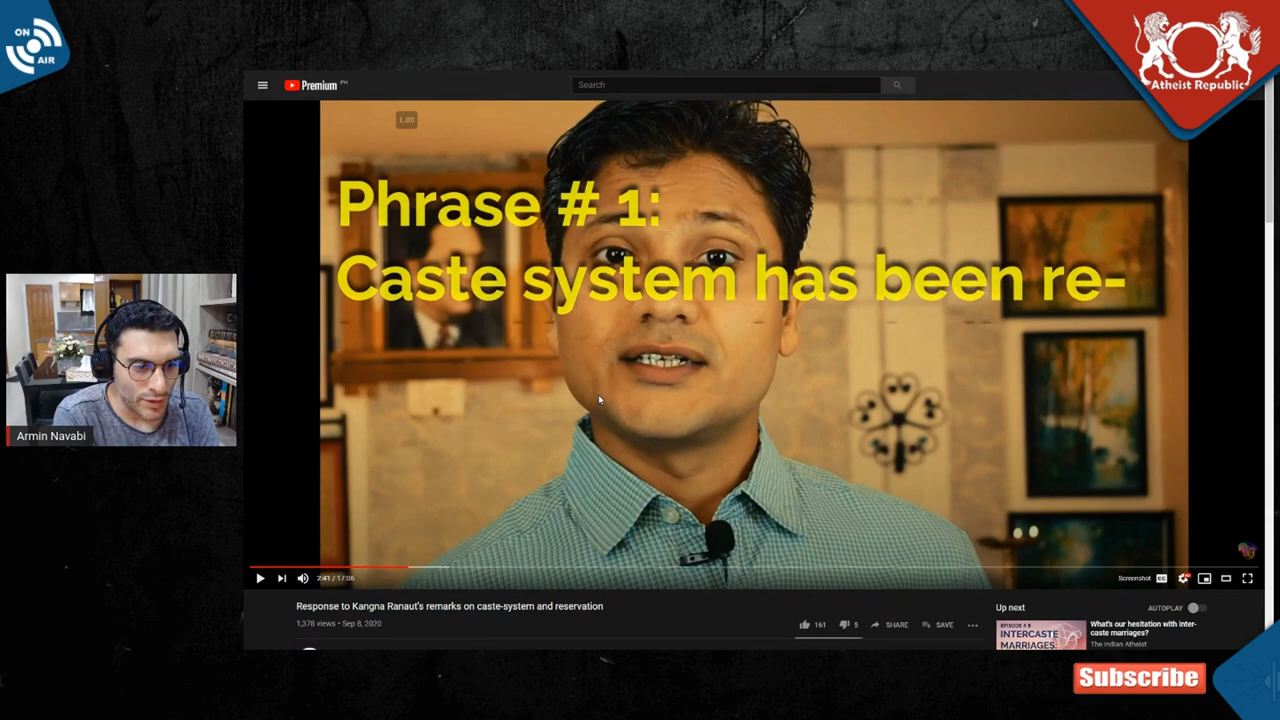 ON
AIR
Atheist Republic
Premium PH
Search
1.00
Phrase # 1:
Caste system has been re-
Armin Navabi
2:41 / 17:06
Screenshot
Response to Kangna Ranaut's remarks on caste-system and reservation
1,378 views • Sep 8, 2020
161
5
SHARE
SAVE
Up next
AUTOPLAY
EPISODE # 8
INTERCASTE
MARRIAGES:
What's our hesitation with inter-
caste marriages?
The Indian Atheist
Subscribe